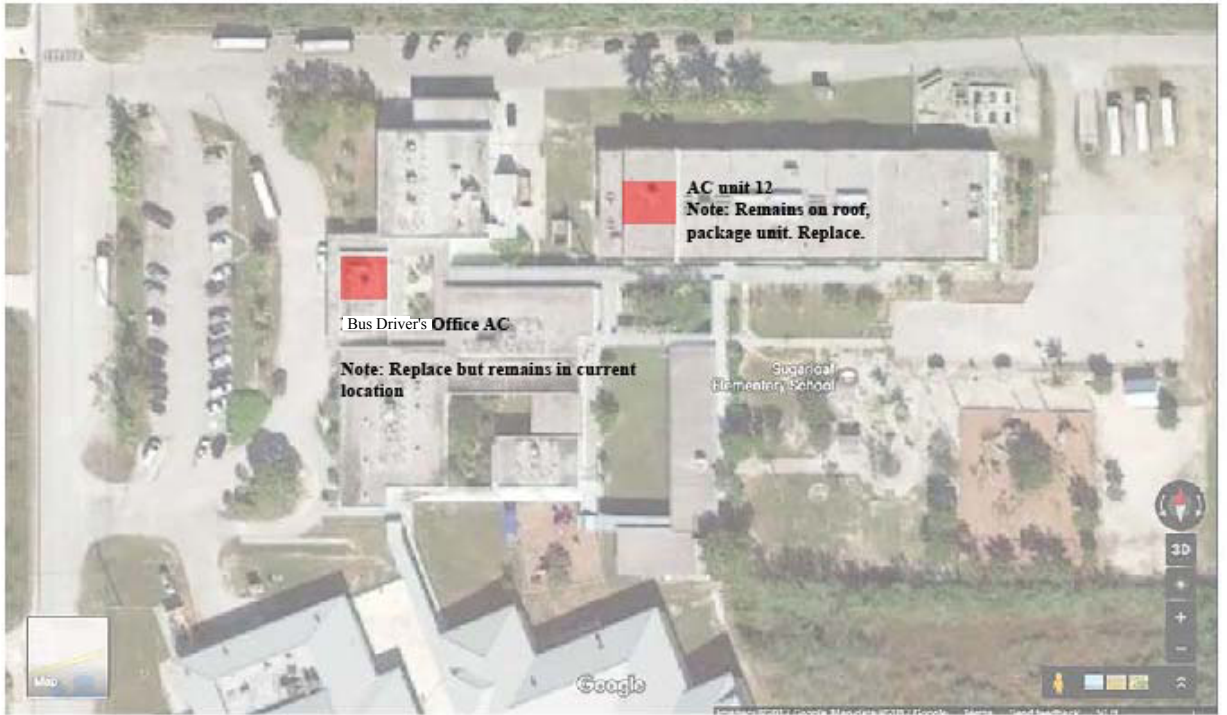 AC unit 12
Note: Remains on roof,
package unit. Replace.
Bus Driver's Office AC
Note: Replace but remains in current
location
Sugarloaf
Elementary School
3D
Map
Google